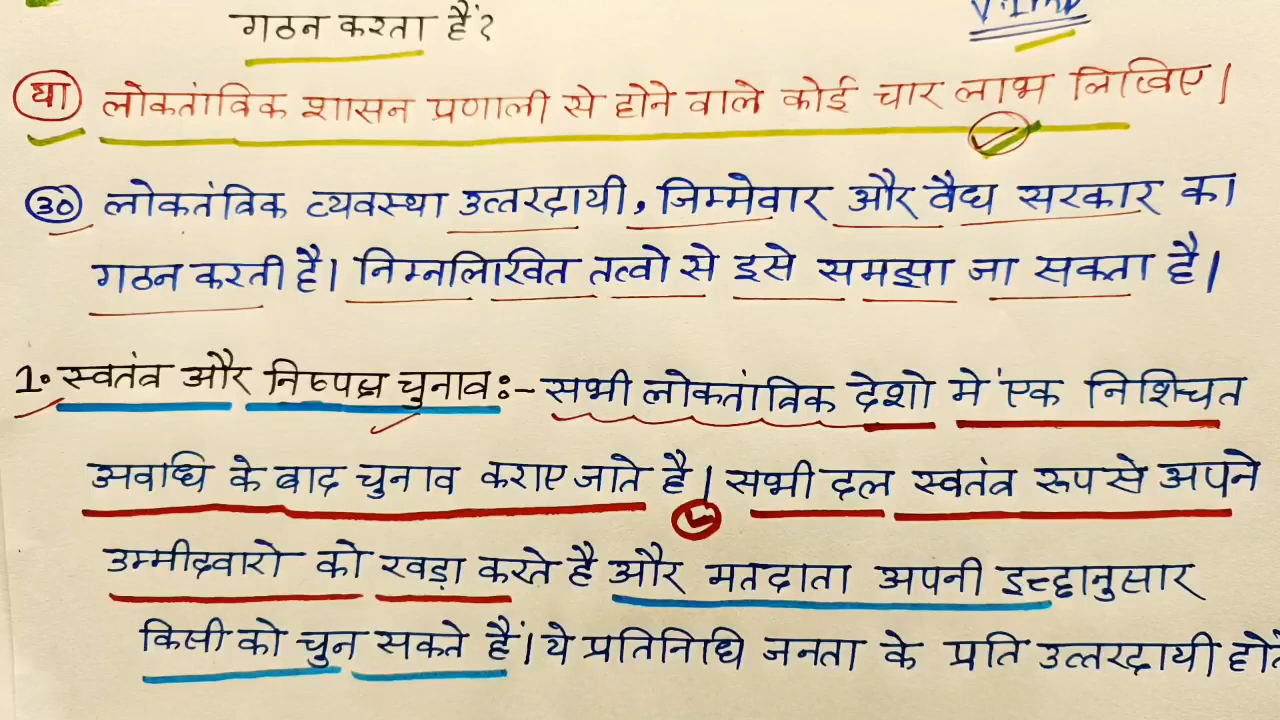 गठन करता हैं?
या लोकतांत्रिक शासन प्रणाली से होने वाले कोई चार लाभ लिखिए।
उ० लोकतंत्रिक व्यवस्था उत्तरदायी, जिम्मेवार और वैद्य सरकार का
गठन करती है। निम्नलिखित तत्वो से इसे समझा जा सकता है।
1. स्वतंत्र और निष्पक्ष चुनाव:- सभी लोकतांत्रिक देशो में एक निश्चित
अवधि के बाद चुनाव कराए जाते है। सभी दल स्वतंत्र रूप से अपने
उम्मीदवारो को खड़ा करते है और मतदाता अपनी इच्छानुसार
किसी को चुन सकते हैं। ये प्रतिनिधि जनता के प्रति उत्तरदायी